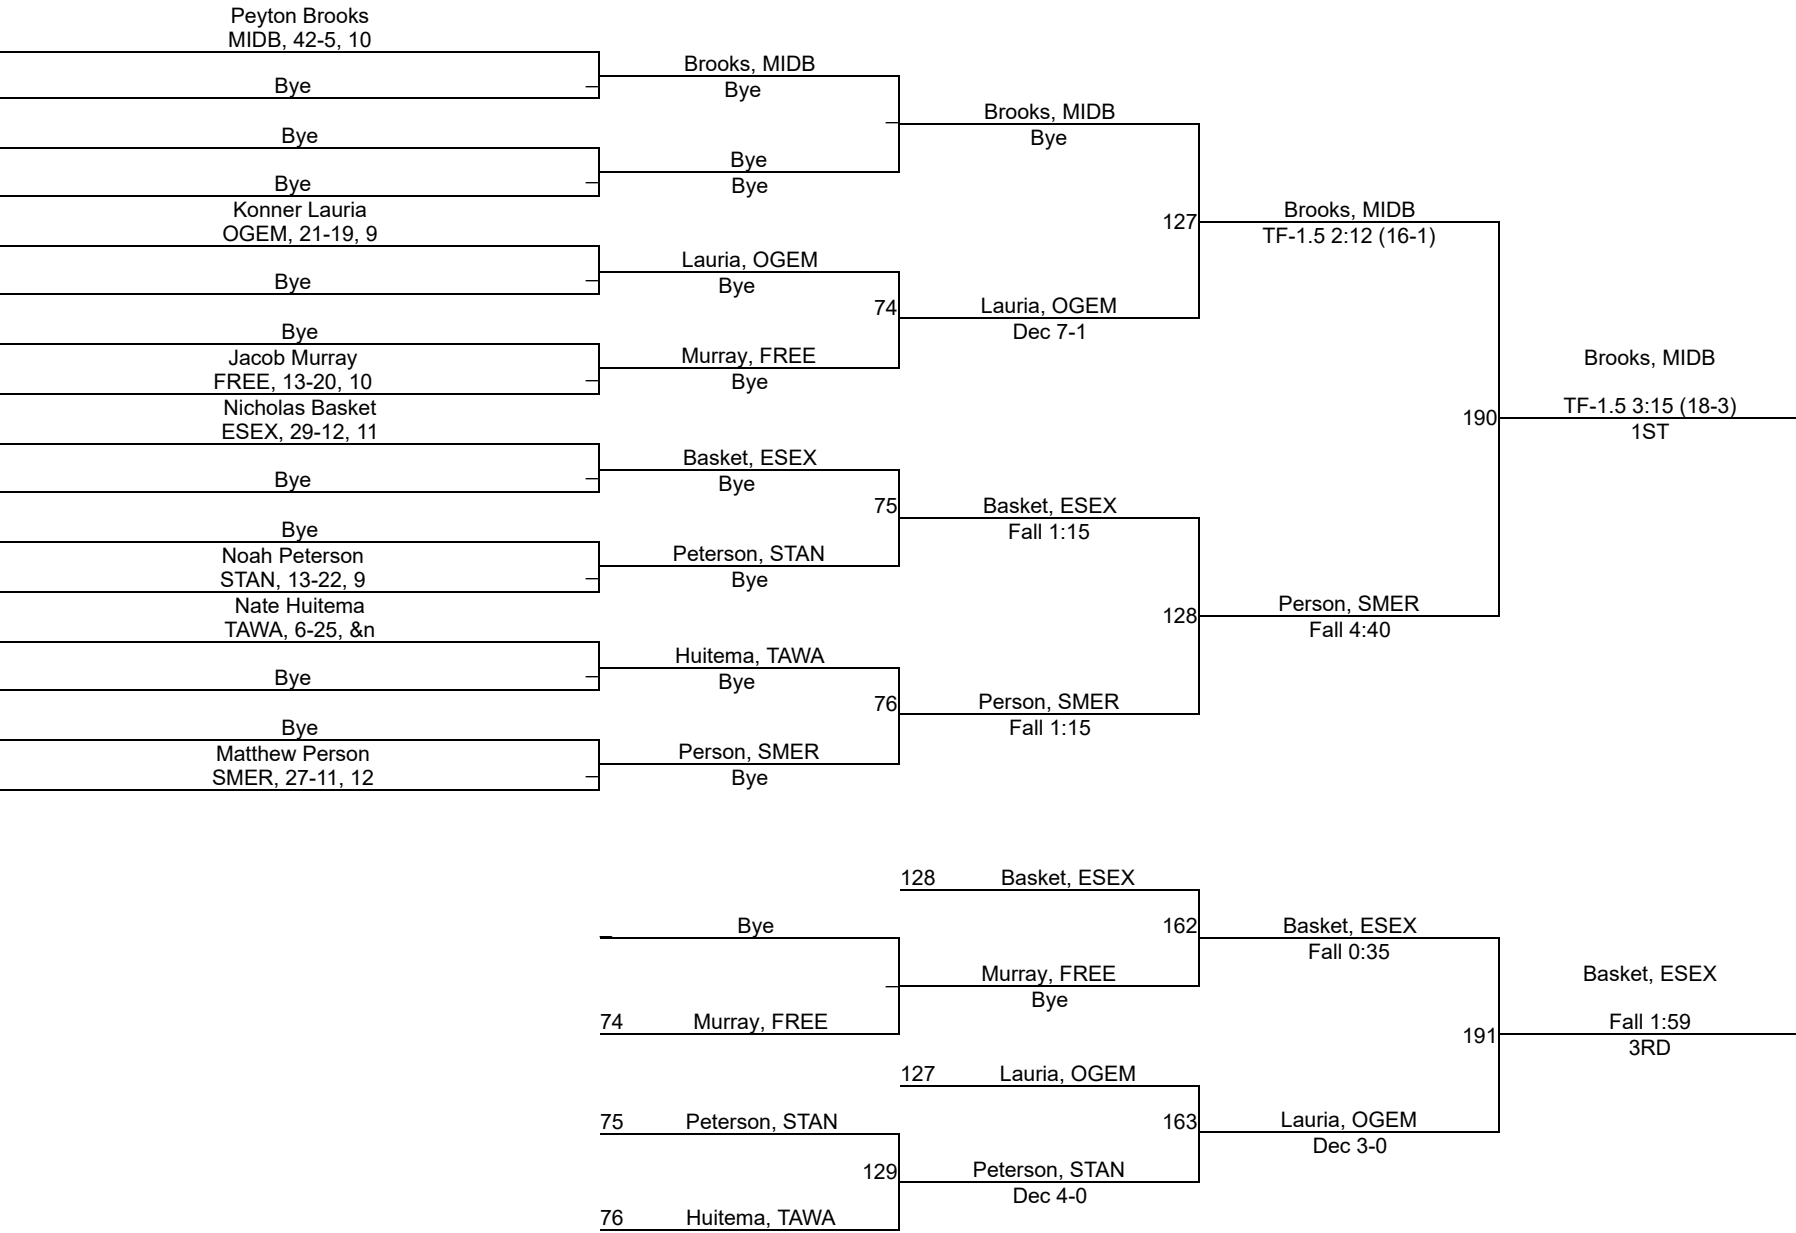 Peyton Brooks
MIDB, 42-5, 10
Bye
Bye
Bye
Konner Lauria
OGEM, 21-19, 9
Bye
Bye
Jacob Murray
FREE, 13-20, 10
Nicholas Basket
ESEX, 29-12, 11
Bye
Bye
Noah Peterson
STAN, 13-22, 9
Nate Huitema
TAWA, 6-25, &n
Bye
Bye
Matthew Person
SMER, 27-11, 12
Brooks, MIDB
Bye
Bye
Bye
Lauria, OGEM
Bye
74
Murray, FREE
Bye
Basket, ESEX
Bye
75
Peterson, STAN
Bye
Huitema, TAWA
Bye
76
Person, SMER
Bye
Brooks, MIDB
Bye
127
Lauria, OGEM
Dec 7-1
Basket, ESEX
Fall 1:15
128
Person, SMER
Fall 1:15
Brooks, MIDB
TF-1.5 2:12 (16-1)
190
Person, SMER
Fall 4:40
Brooks, MIDB
TF-1.5 3:15 (18-3)
1ST
Bye
74 Murray, FREE
75 Peterson, STAN
129
76 Huitema, TAWA
128 Basket, ESEX
162
Murray, FREE
Bye
127 Lauria, OGEM
163
Peterson, STAN
Dec 4-0
Basket, ESEX
Fall 0:35
191
Lauria, OGEM
Dec 3-0
Basket, ESEX
Fall 1:59
3RD